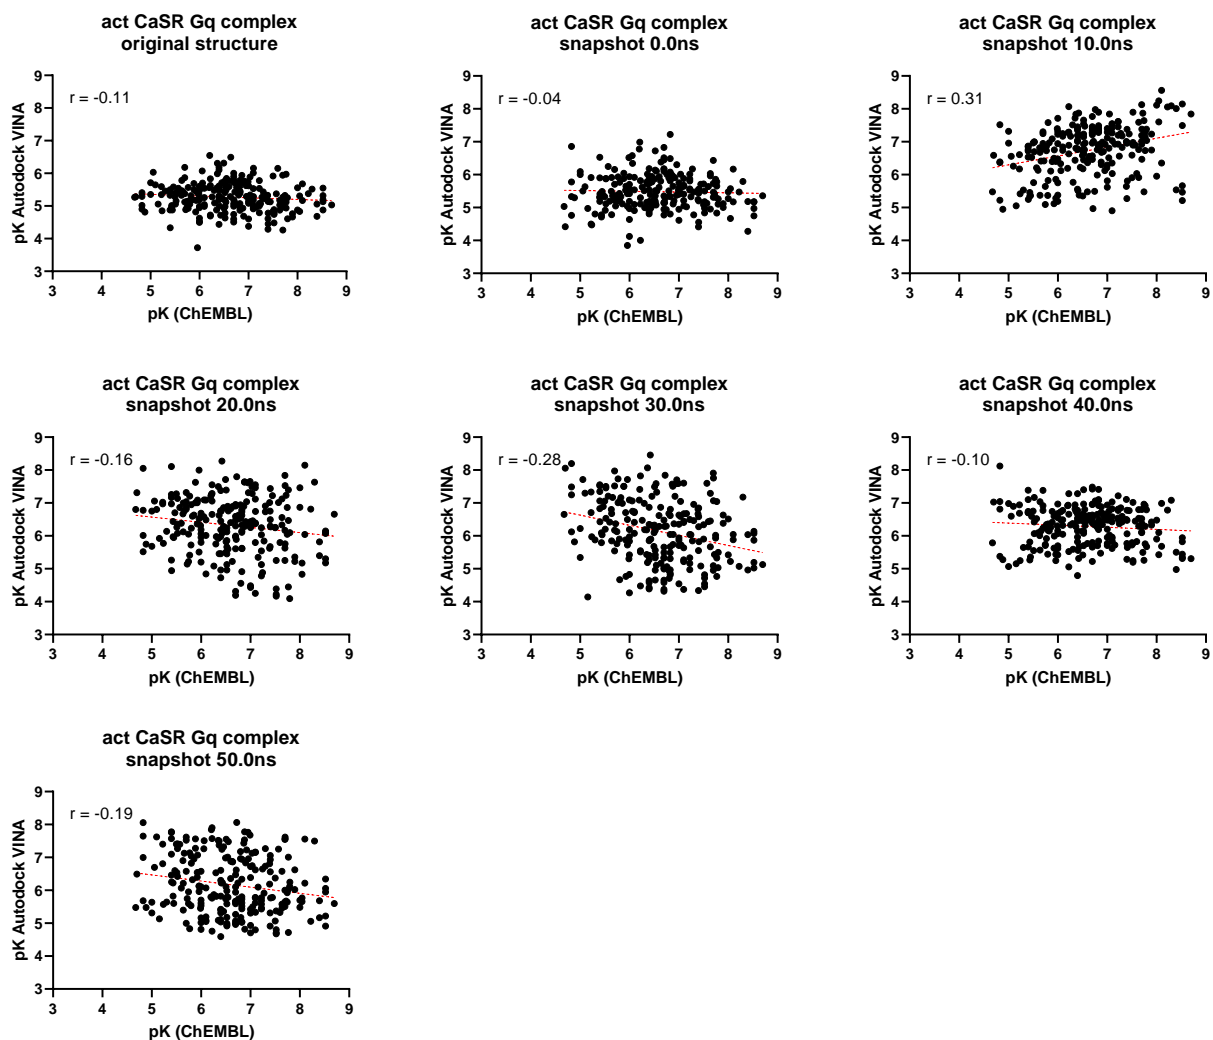 act CaSR Gq complex
original structure
r = -0.11
pK Autodock VINA
9
8
7
6
5
4
3
3 4 5 6 7 8 9
pK (ChEMBL)
act CaSR Gq complex
snapshot 0.0ns
r = -0.04
pK Autodock VINA
9
8
7
6
5
4
3
3 4 5 6 7 8 9
pK (ChEMBL)
act CaSR Gq complex
snapshot 10.0ns
r = 0.31
pK Autodock VINA
9
8
7
6
5
4
3
3 4 5 6 7 8 9
pK (ChEMBL)
act CaSR Gq complex
snapshot 20.0ns
r = -0.16
pK Autodock VINA
9
8
7
6
5
4
3
3 4 5 6 7 8 9
pK (ChEMBL)
act CaSR Gq complex
snapshot 30.0ns
r = -0.28
pK Autodock VINA
9
8
7
6
5
4
3
3 4 5 6 7 8 9
pK (ChEMBL)
act CaSR Gq complex
snapshot 40.0ns
r = -0.10
pK Autodock VINA
9
8
7
6
5
4
3
3 4 5 6 7 8 9
pK (ChEMBL)
act CaSR Gq complex
snapshot 50.0ns
r = -0.19
pK Autodock VINA
9
8
7
6
5
4
3
3 4 5 6 7 8 9
pK (ChEMBL)